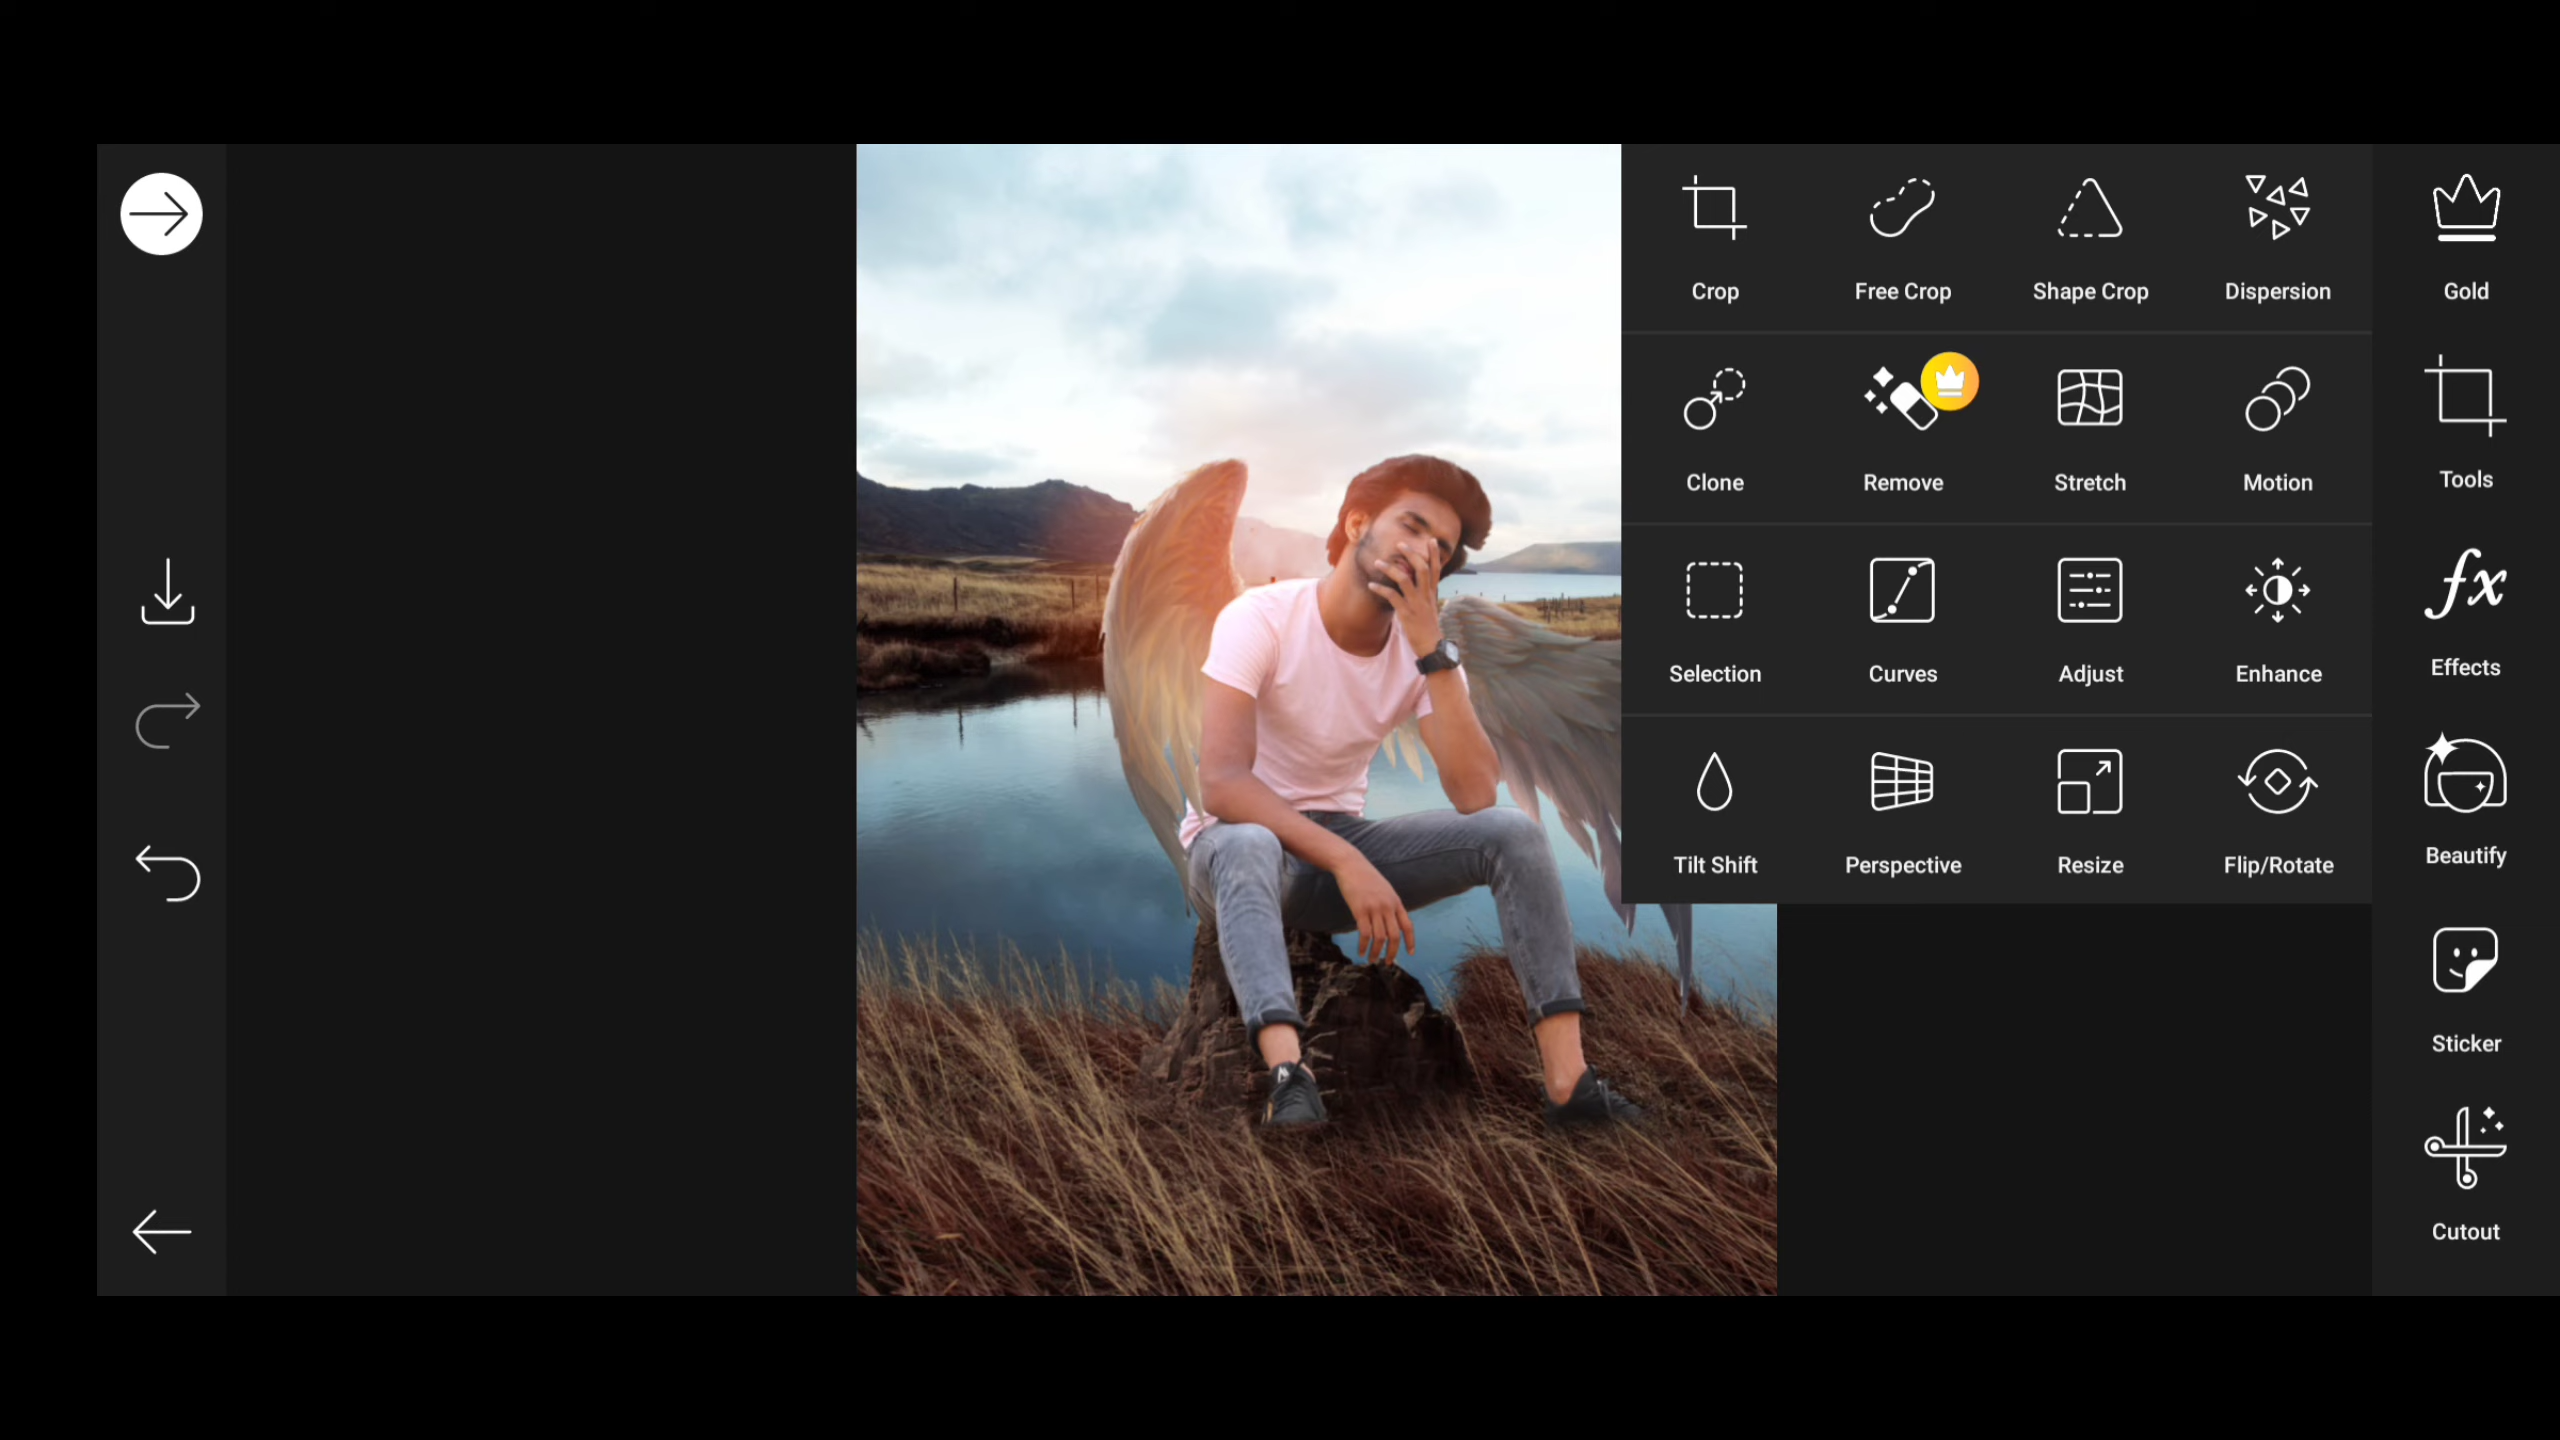 Crop Free Crop Shape Crop Dispersion Gold
Clone Remove Stretch Motion Tools
Selection Curves Adjust Enhance Effects
Tilt Shift Perspective Resize Flip/Rotate Beautify
Sticker
Cutout